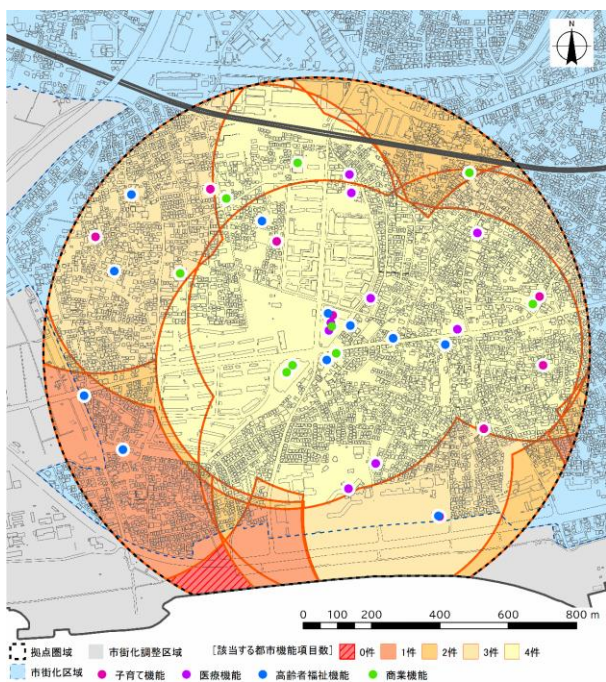 N
0 100 200 400 600 800 m
拠点圏域 市街化調整区域 [該当する都市機能項目数] 0件 1件 2件 3件 4件
市街化区域 子育て機能 医療機能 高齢者福祉機能 商業機能